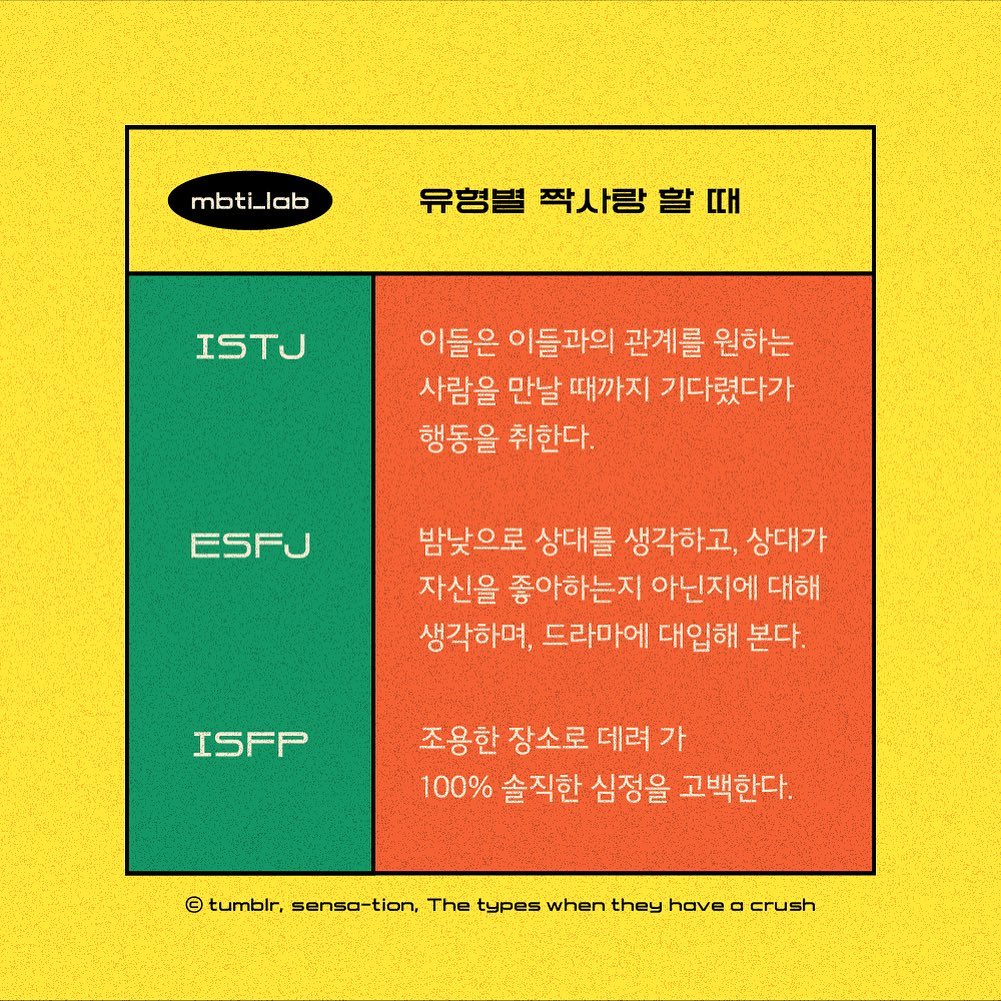 mbti_lab
유형별 짝사랑 할 때
ISTJ
이들은 이들과의 관계를 원하는
사람을 만날 때까지 기다렸다가
행동을 취한다.
ESFJ
밤낮으로 상대를 생각하고, 상대가
자신을 좋아하는지 아닌지에 대해
생각하며, 드라마에 대입해 본다.
ISFP
조용한 장소로 데려 가
100% 솔직한 심정을 고백한다.
© tumblr, sensa-tion, The types when they have a crush